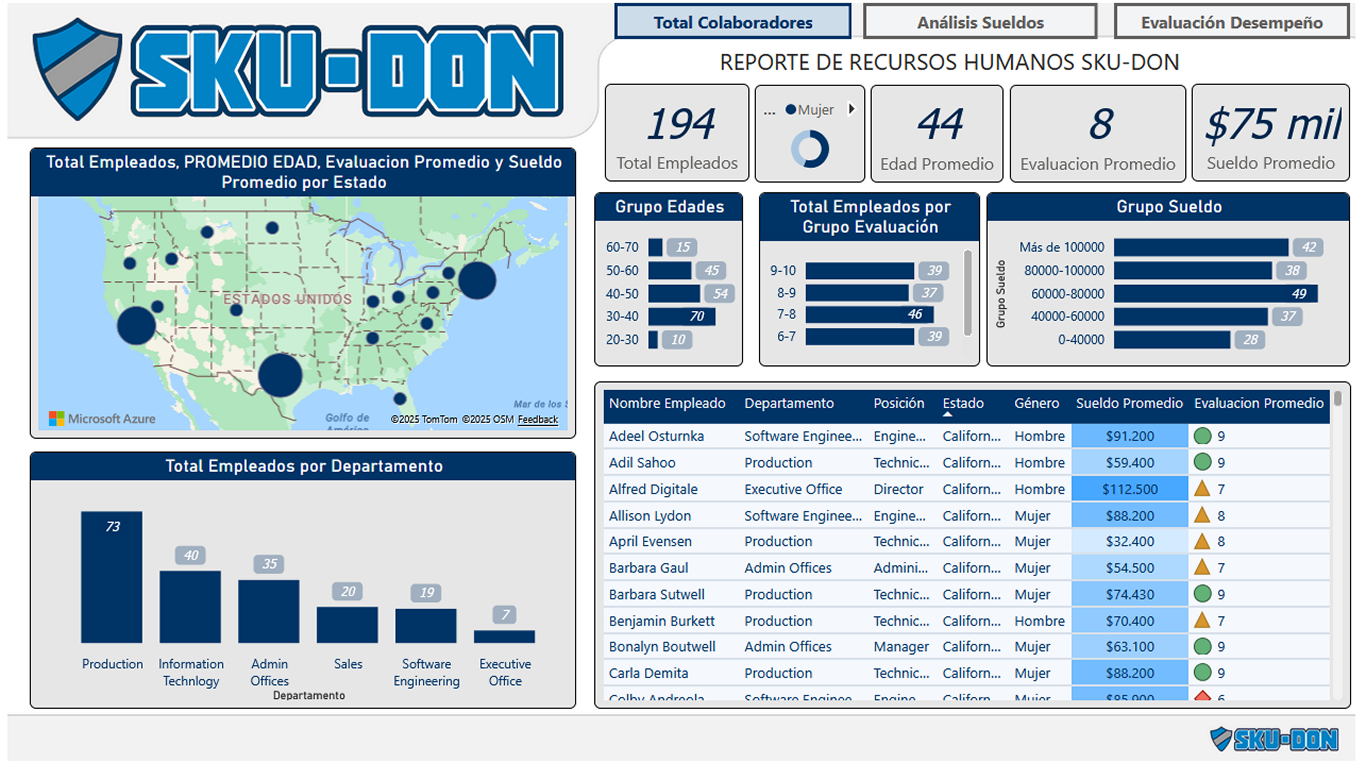 SKU-DON
Total Colaboradores
Análisis Sueldos
Evaluación Desempeño
REPORTE DE RECURSOS HUMANOS SKU-DON
194
Total Empleados
... Mujer
44
Edad Promedio
8
Evaluacion Promedio
$75 mil
Sueldo Promedio
Total Empleados, PROMEDIO EDAD, Evaluacion Promedio y Sueldo
Promedio por Estado
ESTADOS UNIDOS
Golfo de
América
Mar de los S
Microsoft Azure
©2025 TomTom ©2025 OSM Feedback
Grupo Edades
60-70 15
50-60 45
40-50 54
30-40 70
20-30 10
Total Empleados por
Grupo Evaluación
9-10 39
8-9 37
7-8 46
6-7 39
Grupo Sueldo
Grupo Sueldo
Más de 100000 42
80000-100000 38
60000-80000 49
40000-60000 37
0-40000 28
Total Empleados por Departamento
73
40
35
20
19
7
Production
Information
Technlogy
Admin
Offices
Sales
Software
Engineering
Executive
Office
Departamento
Nombre Empleado Departamento Posición Estado Género Sueldo Promedio Evaluacion Promedio
Adeel Osturnka Software Enginee... Engine... Californ... Hombre $91.200 9
Adil Sahoo Production Technic... Californ... Hombre $59.400 9
Alfred Digitale Executive Office Director Californ... Hombre $112.500 7
Allison Lydon Software Enginee... Engine... Californ... Mujer $88.200 8
April Evensen Production Technic... Californ... Mujer $32.400 8
Barbara Gaul Admin Offices Admini... Californ... Mujer $54.500 7
Barbara Sutwell Production Technic... Californ... Mujer $74.430 9
Benjamin Burkett Production Technic... Californ... Hombre $70.400 7
Bonalyn Boutwell Admin Offices Manager Californ... Mujer $63.100 9
Carla Demita Production Technic... Californ... Mujer $88.200 9
Colby Andreola Software Enginee... Engine... Californ... Mujer $85.900 6
SKU-DON